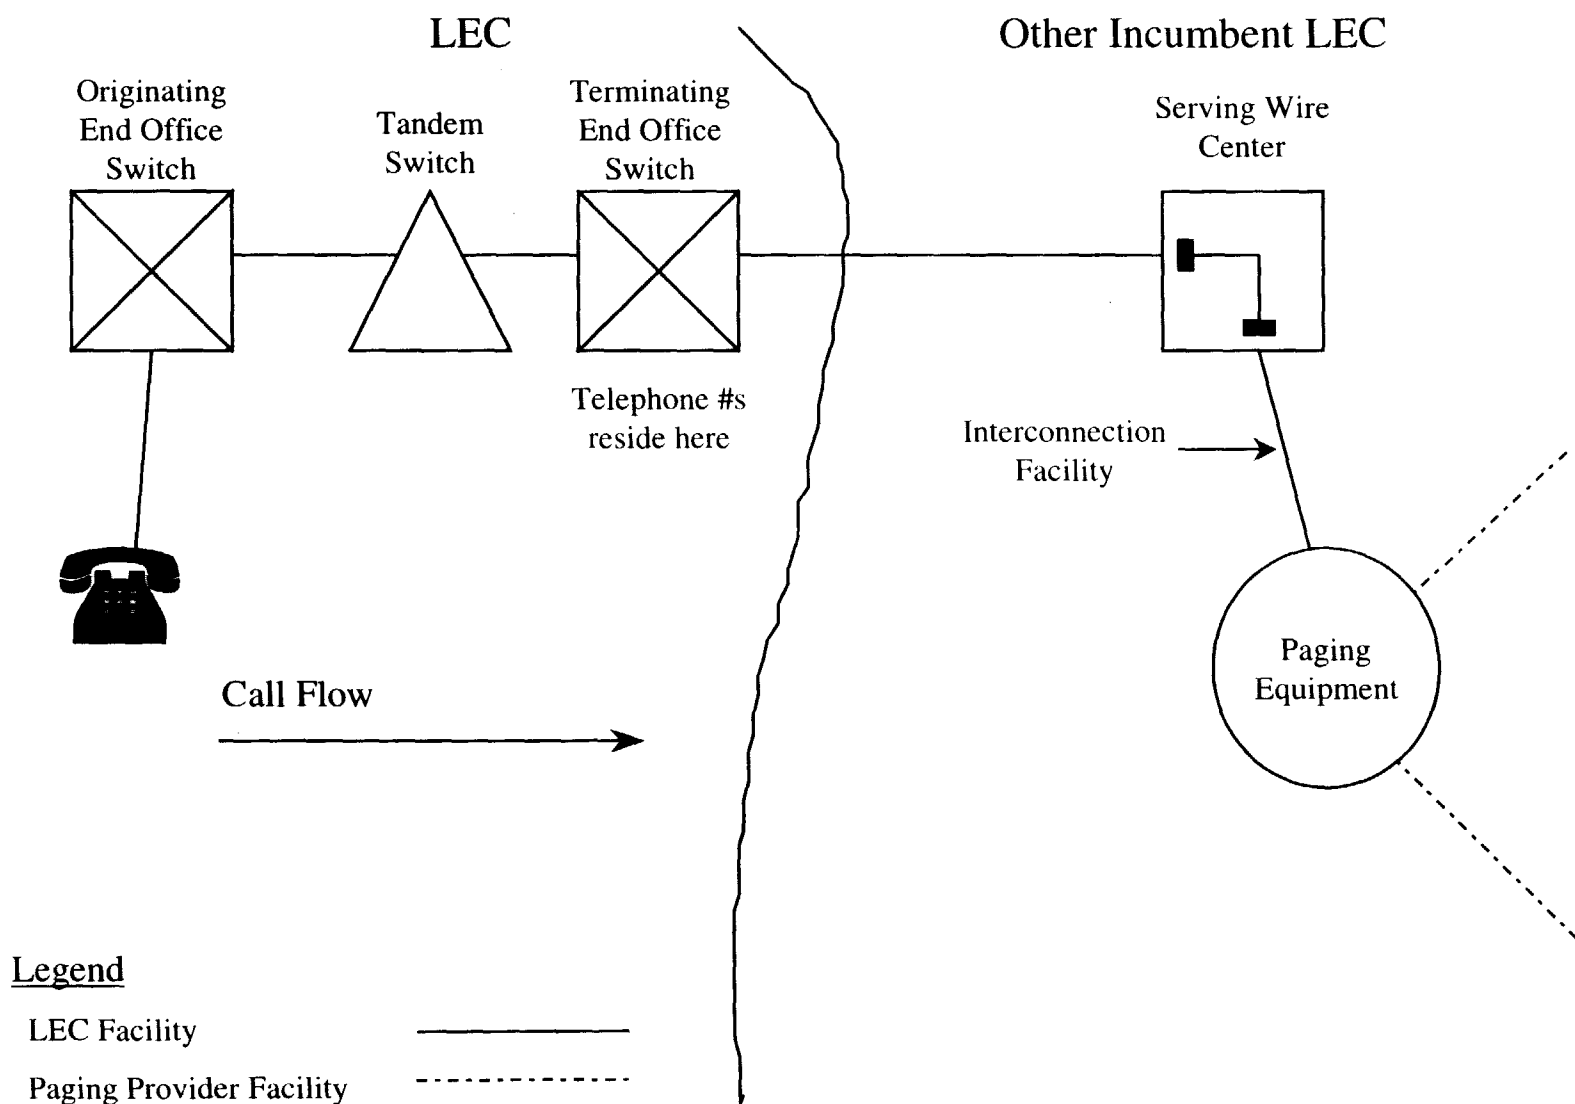 LEC
Other Incumbent LEC
Originating
End Office
Switch
Tandem
Switch
Terminating
End Office
Switch
Serving Wire
Center
Telephone #s
reside here
Interconnection
Facility
Paging
Equipment
Call Flow
Legend
LEC Facility
Paging Provider Facility